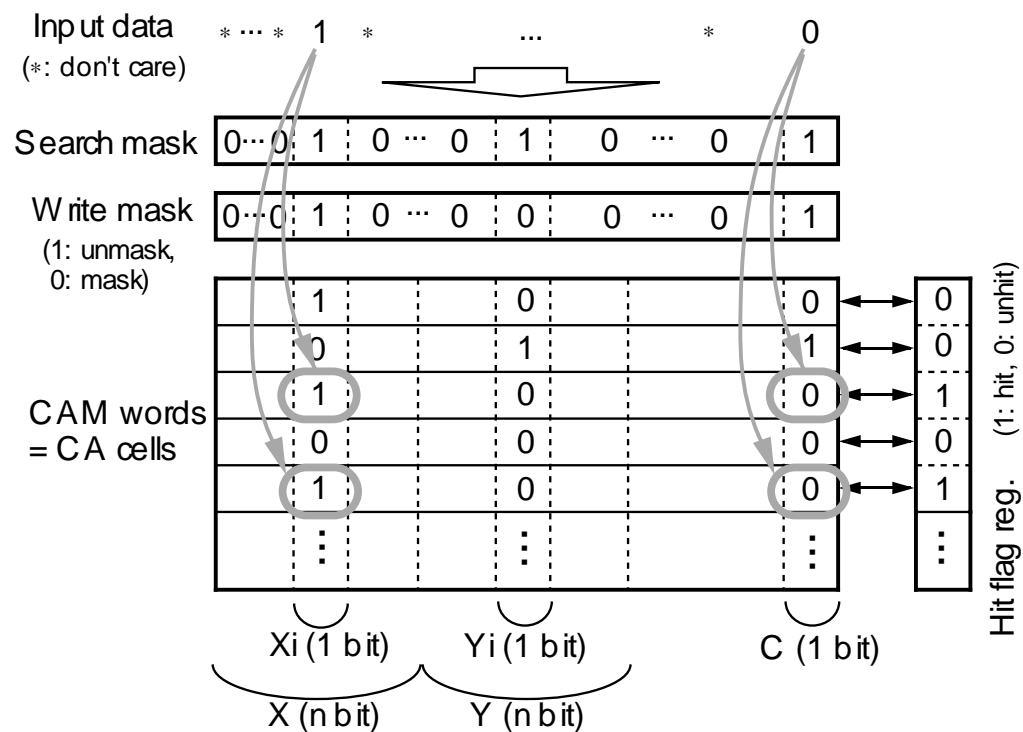 Input data * ··· * 1 * ... * 0
(*: don't care)
Search mask 0···0 1 0 ··· 0 1 0 ··· 0 1
Write mask 0···0 1 0 ··· 0 0 0 ··· 0 1
(1: unmask,
0: mask)
1 0 0 0
0 1 1 0
1 0 0 1
CAM words
= CA cells
0 0 0 0
1 0 0 1
⋮ ⋮ ⋮ ⋮
Hit flag reg. (1: hit, 0: unhit)
Xi (1 bit) Yi (1 bit) C (1 bit)
X (n bit) Y (n bit)